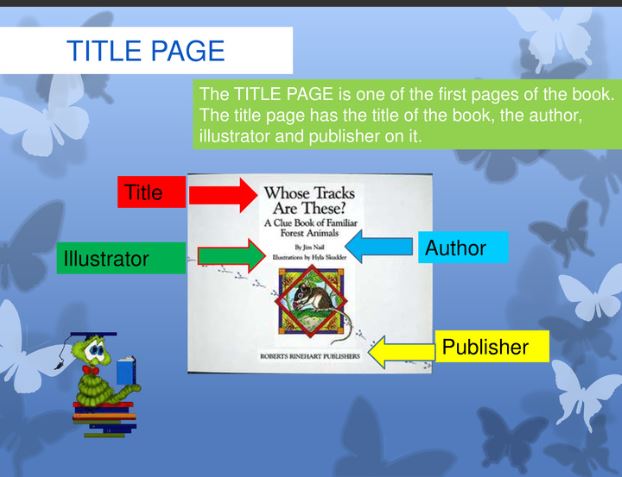 TITLE PAGE
The TITLE PAGE is one of the first pages of the book.
The title page has the title of the book, the author,
illustrator and publisher on it.
Title
Whose Tracks
Are These?
A Clue Book of Familiar
Forest Animals
By Jim Nail
Illustrations by Hyla Skudder
Illustrator
Author
Publisher
ROBERTS RINEHART PUBLISHERS